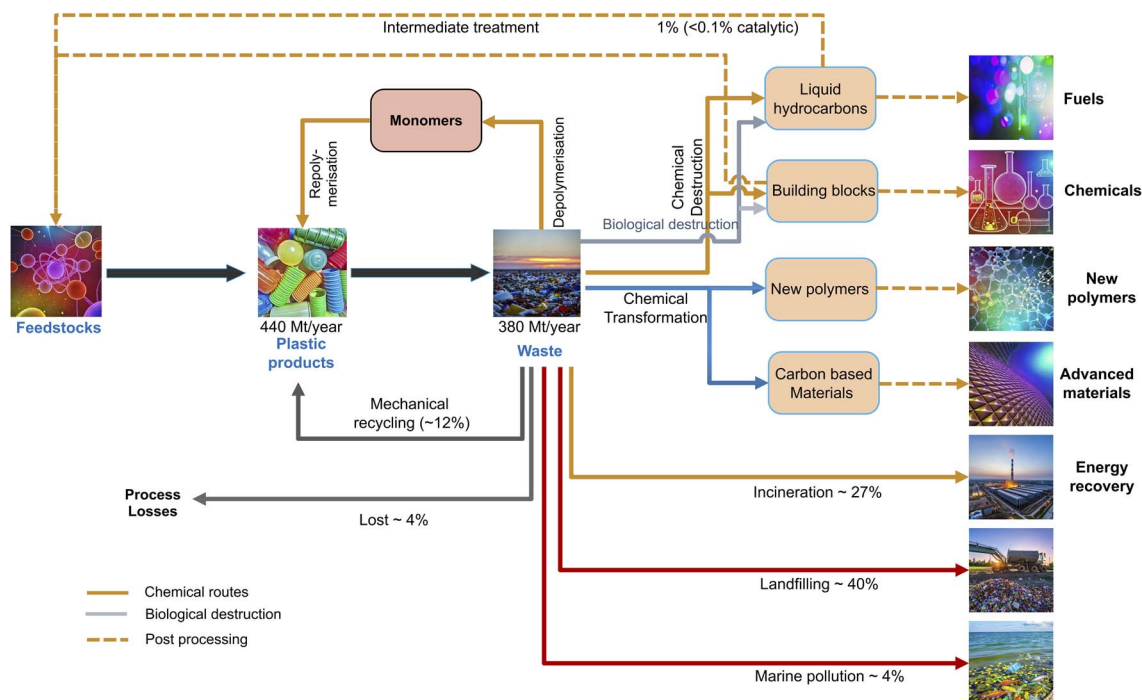 Intermediate treatment
1% (<0.1% catalytic)
Liquid
hydrocarbons
Fuels
Monomers
Repoly-
merisation
Depolymerisation
Chemical
Destruction
Building blocks
Chemicals
Biological destruction
Feedstocks
440 Mt/year
Plastic
products
380 Mt/year
Waste
Chemical
Transformation
New polymers
New
polymers
Carbon based
Materials
Advanced
materials
Mechanical
recycling (~12%)
Process
Losses
Lost ~ 4%
Incineration ~ 27%
Energy
recovery
Landfilling ~ 40%
Marine pollution ~ 4%
Chemical routes
Biological destruction
Post processing